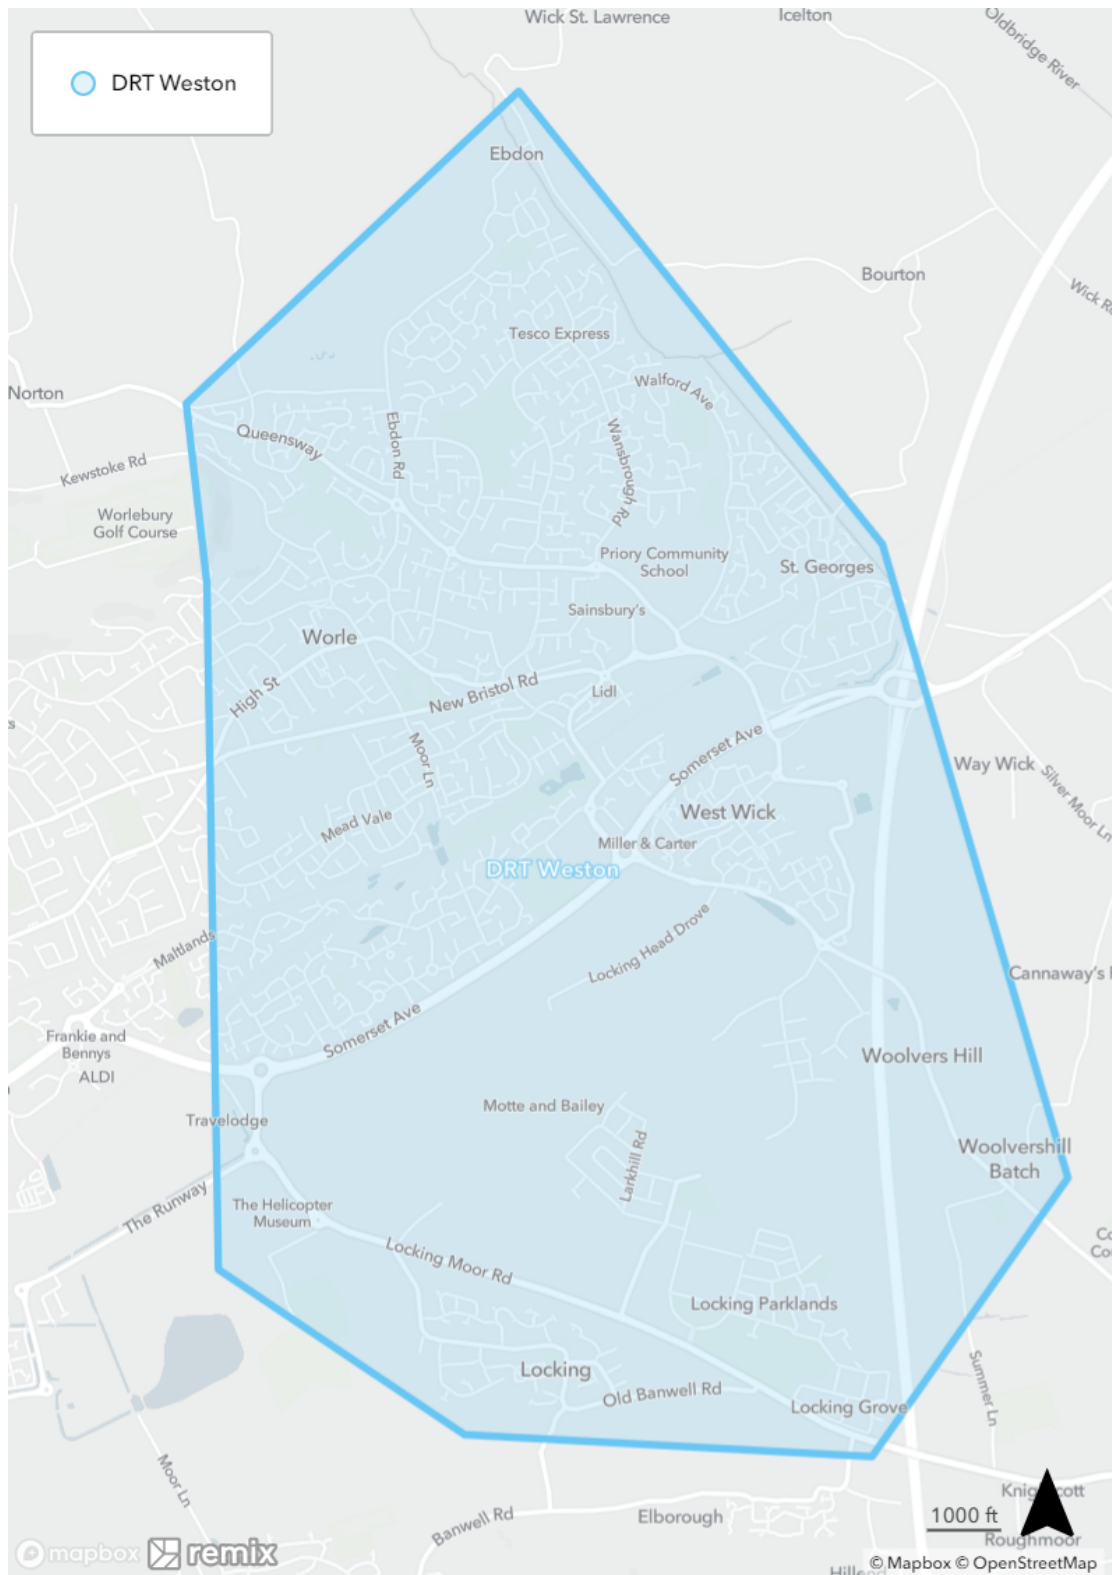 Wick St. Lawrence
Icelton
Oldbridge River
DRT Weston
Ebdon
Bourton
Tesco Express
Norton
Walford Ave
Queensway
Ebdon Rd
Wansbrough Rd
Kewstoke Rd
Worlebury
Golf Course
Priory Community
School
St. Georges
Sainsbury's
Worle
High St
New Bristol Rd
Lidl
Moor Ln
Somerset Ave
Way Wick
Silver Moor Ln
Mead Vale
West Wick
Miller & Carter
DRT Weston
Maltlands
Locking Head Drove
Frankie and
Bennys
ALDI
Somerset Ave
Woolvers Hill
Motte and Bailey
Travelodge
Larkhill Rd
Woolvershill
Batch
The Runway
The Helicopter
Museum
Locking Moor Rd
Locking Parklands
Locking
Old Banwell Rd
Locking Grove
Summer Ln
Moor Ln
Banwell Rd
Elborough
1000 ft
Roughmoor
mapbox
remix
© Mapbox © OpenStreetMap